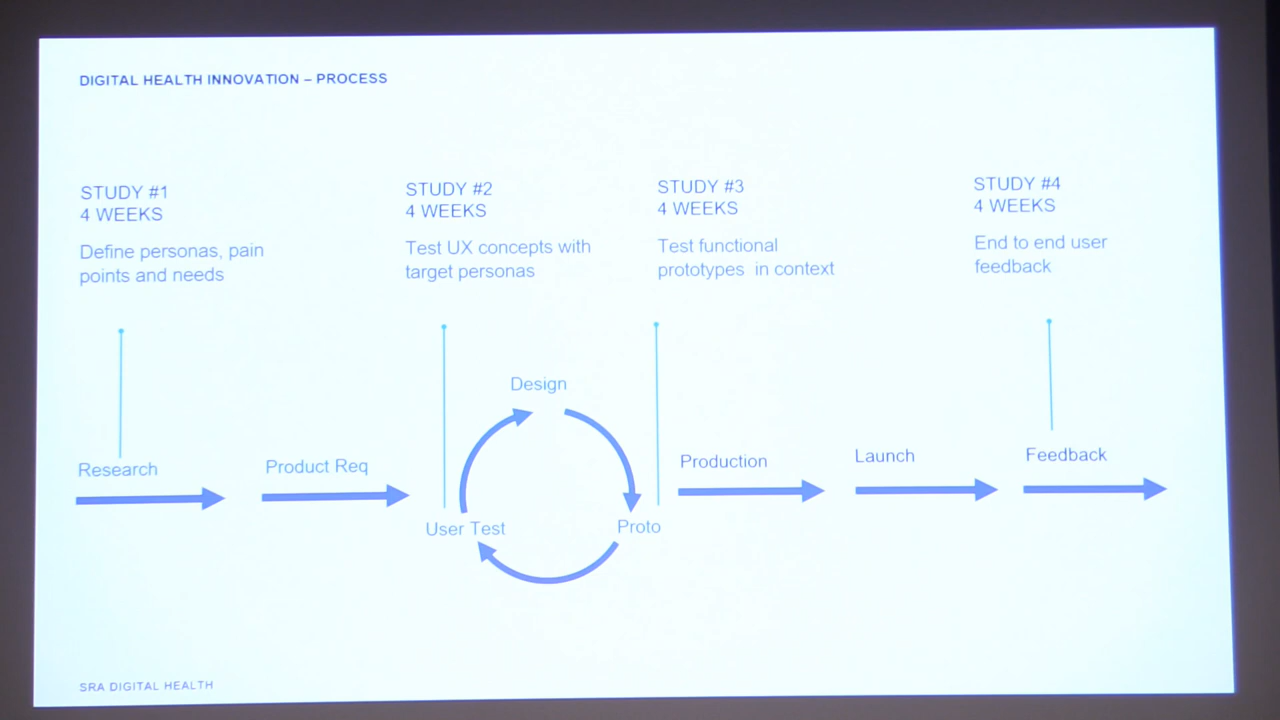 DIGITAL HEALTH INNOVATION – PROCESS
STUDY #1
4 WEEKS
Define personas, pain
points and needs
STUDY #2
4 WEEKS
Test UX concepts with
target personas
STUDY #3
4 WEEKS
Test functional
prototypes in context
STUDY #4
4 WEEKS
End to end user
feedback
Research
Product Req
Design
User Test
Proto
Production
Launch
Feedback
SRA DIGITAL HEALTH